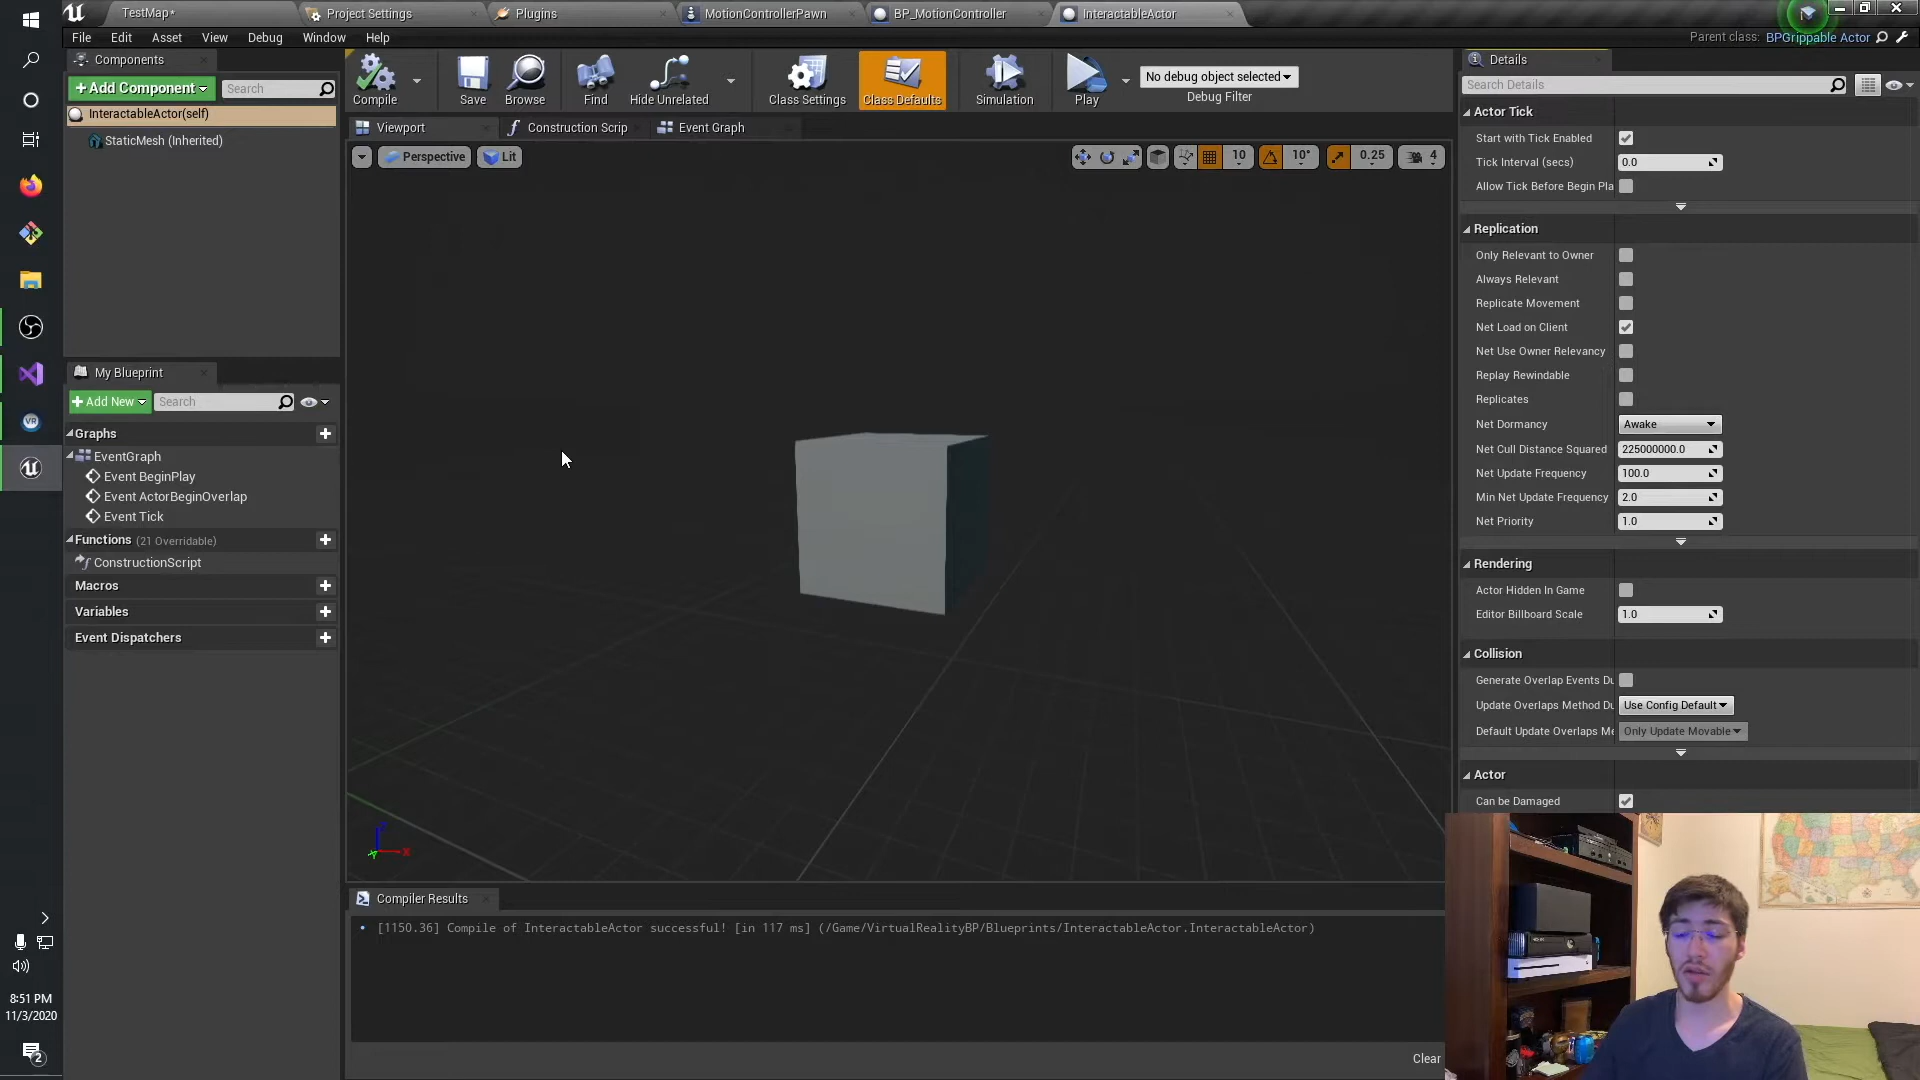 TestMap*
Project Settings
Plugins
MotionControllerPawn
BP_MotionController
InteractableActor
File
Edit
Asset
View
Debug
Window
Help
Parent class: BPGrippable Actor
Components
+Add Component
Search
InteractableActor(self)
StaticMesh (Inherited)
Compile
Save
Browse
Find
Hide Unrelated
Class Settings
Class Defaults
Simulation
Play
No debug object selected
Debug Filter
Viewport
Construction Scrip
Event Graph
Perspective
Lit
10
10°
0.25
4
My Blueprint
+Add New
Search
Graphs
EventGraph
Event BeginPlay
Event ActorBeginOverlap
Event Tick
Functions (21 Overridable)
ConstructionScript
Macros
Variables
Event Dispatchers
Details
Search Details
Actor Tick
Start with Tick Enabled
Tick Interval (secs) 0.0
Allow Tick Before Begin Pla
Replication
Only Relevant to Owner
Always Relevant
Replicate Movement
Net Load on Client
Net Use Owner Relevancy
Replay Rewindable
Replicates
Net Dormancy Awake
Net Cull Distance Squared 225000000.0
Net Update Frequency 100.0
Min Net Update Frequency 2.0
Net Priority 1.0
Rendering
Actor Hidden In Game
Editor Billboard Scale 1.0
Collision
Generate Overlap Events Du
Update Overlaps Method Du Use Config Default
Default Update Overlaps Me Only Update Movable
Actor
Can be Damaged
Compiler Results
[1150.36] Compile of InteractableActor successful! [in 117 ms] (/Game/VirtualRealityBP/Blueprints/InteractableActor.InteractableActor)
Clear
8:51 PM
11/3/2020
2